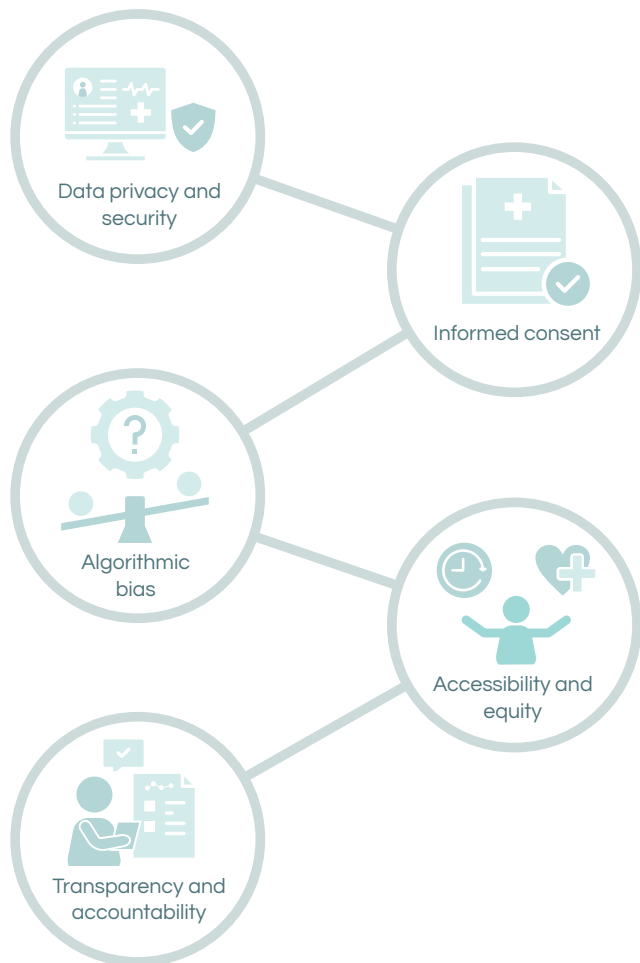 Data privacy and
security
Informed consent
?
Algorithmic
bias
Accessibility and
equity
Transparency and
accountability